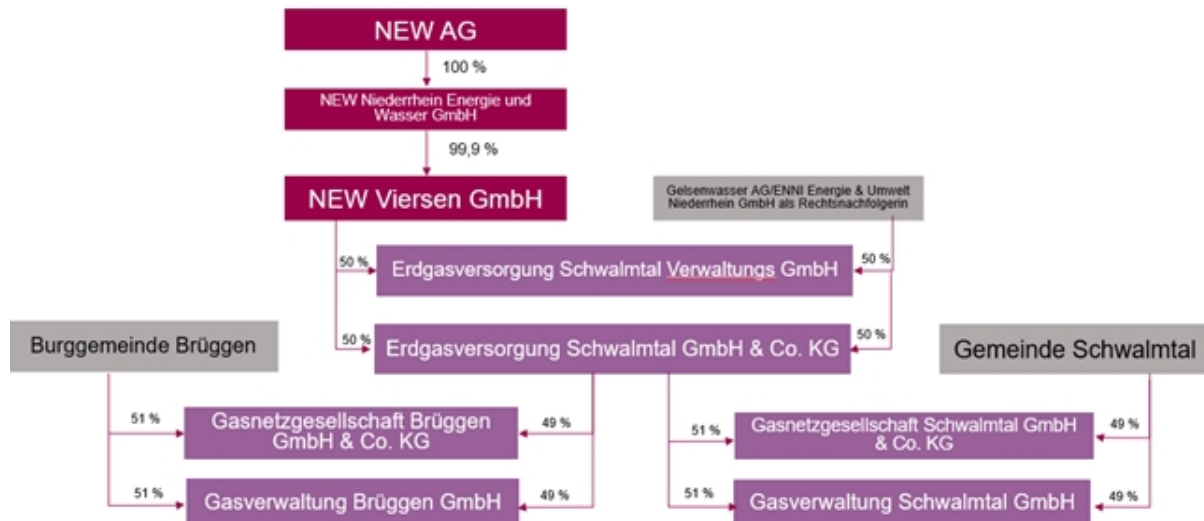 NEW AG
100 %
NEW Niederrhein Energie und
Wasser GmbH
99,9 %
NEW Viersen GmbH
Gelsenwasser AG/ENNI Energie & Umwelt
Niederrhein GmbH als Rechtsnachfolgerin
50 %
Erdgasversorgung Schwalmtal Verwaltungs GmbH
50 %
Burggemeinde Brüggen
50 %
Erdgasversorgung Schwalmtal GmbH & Co. KG
50 %
Gemeinde Schwalmtal
51 %
Gasnetzgesellschaft Brüggen
GmbH & Co. KG
49 %
51 %
Gasnetzgesellschaft Schwalmtal GmbH
& Co. KG
49 %
51 %
Gasverwaltung Brüggen GmbH
49 %
51 %
Gasverwaltung Schwalmtal GmbH
49 %